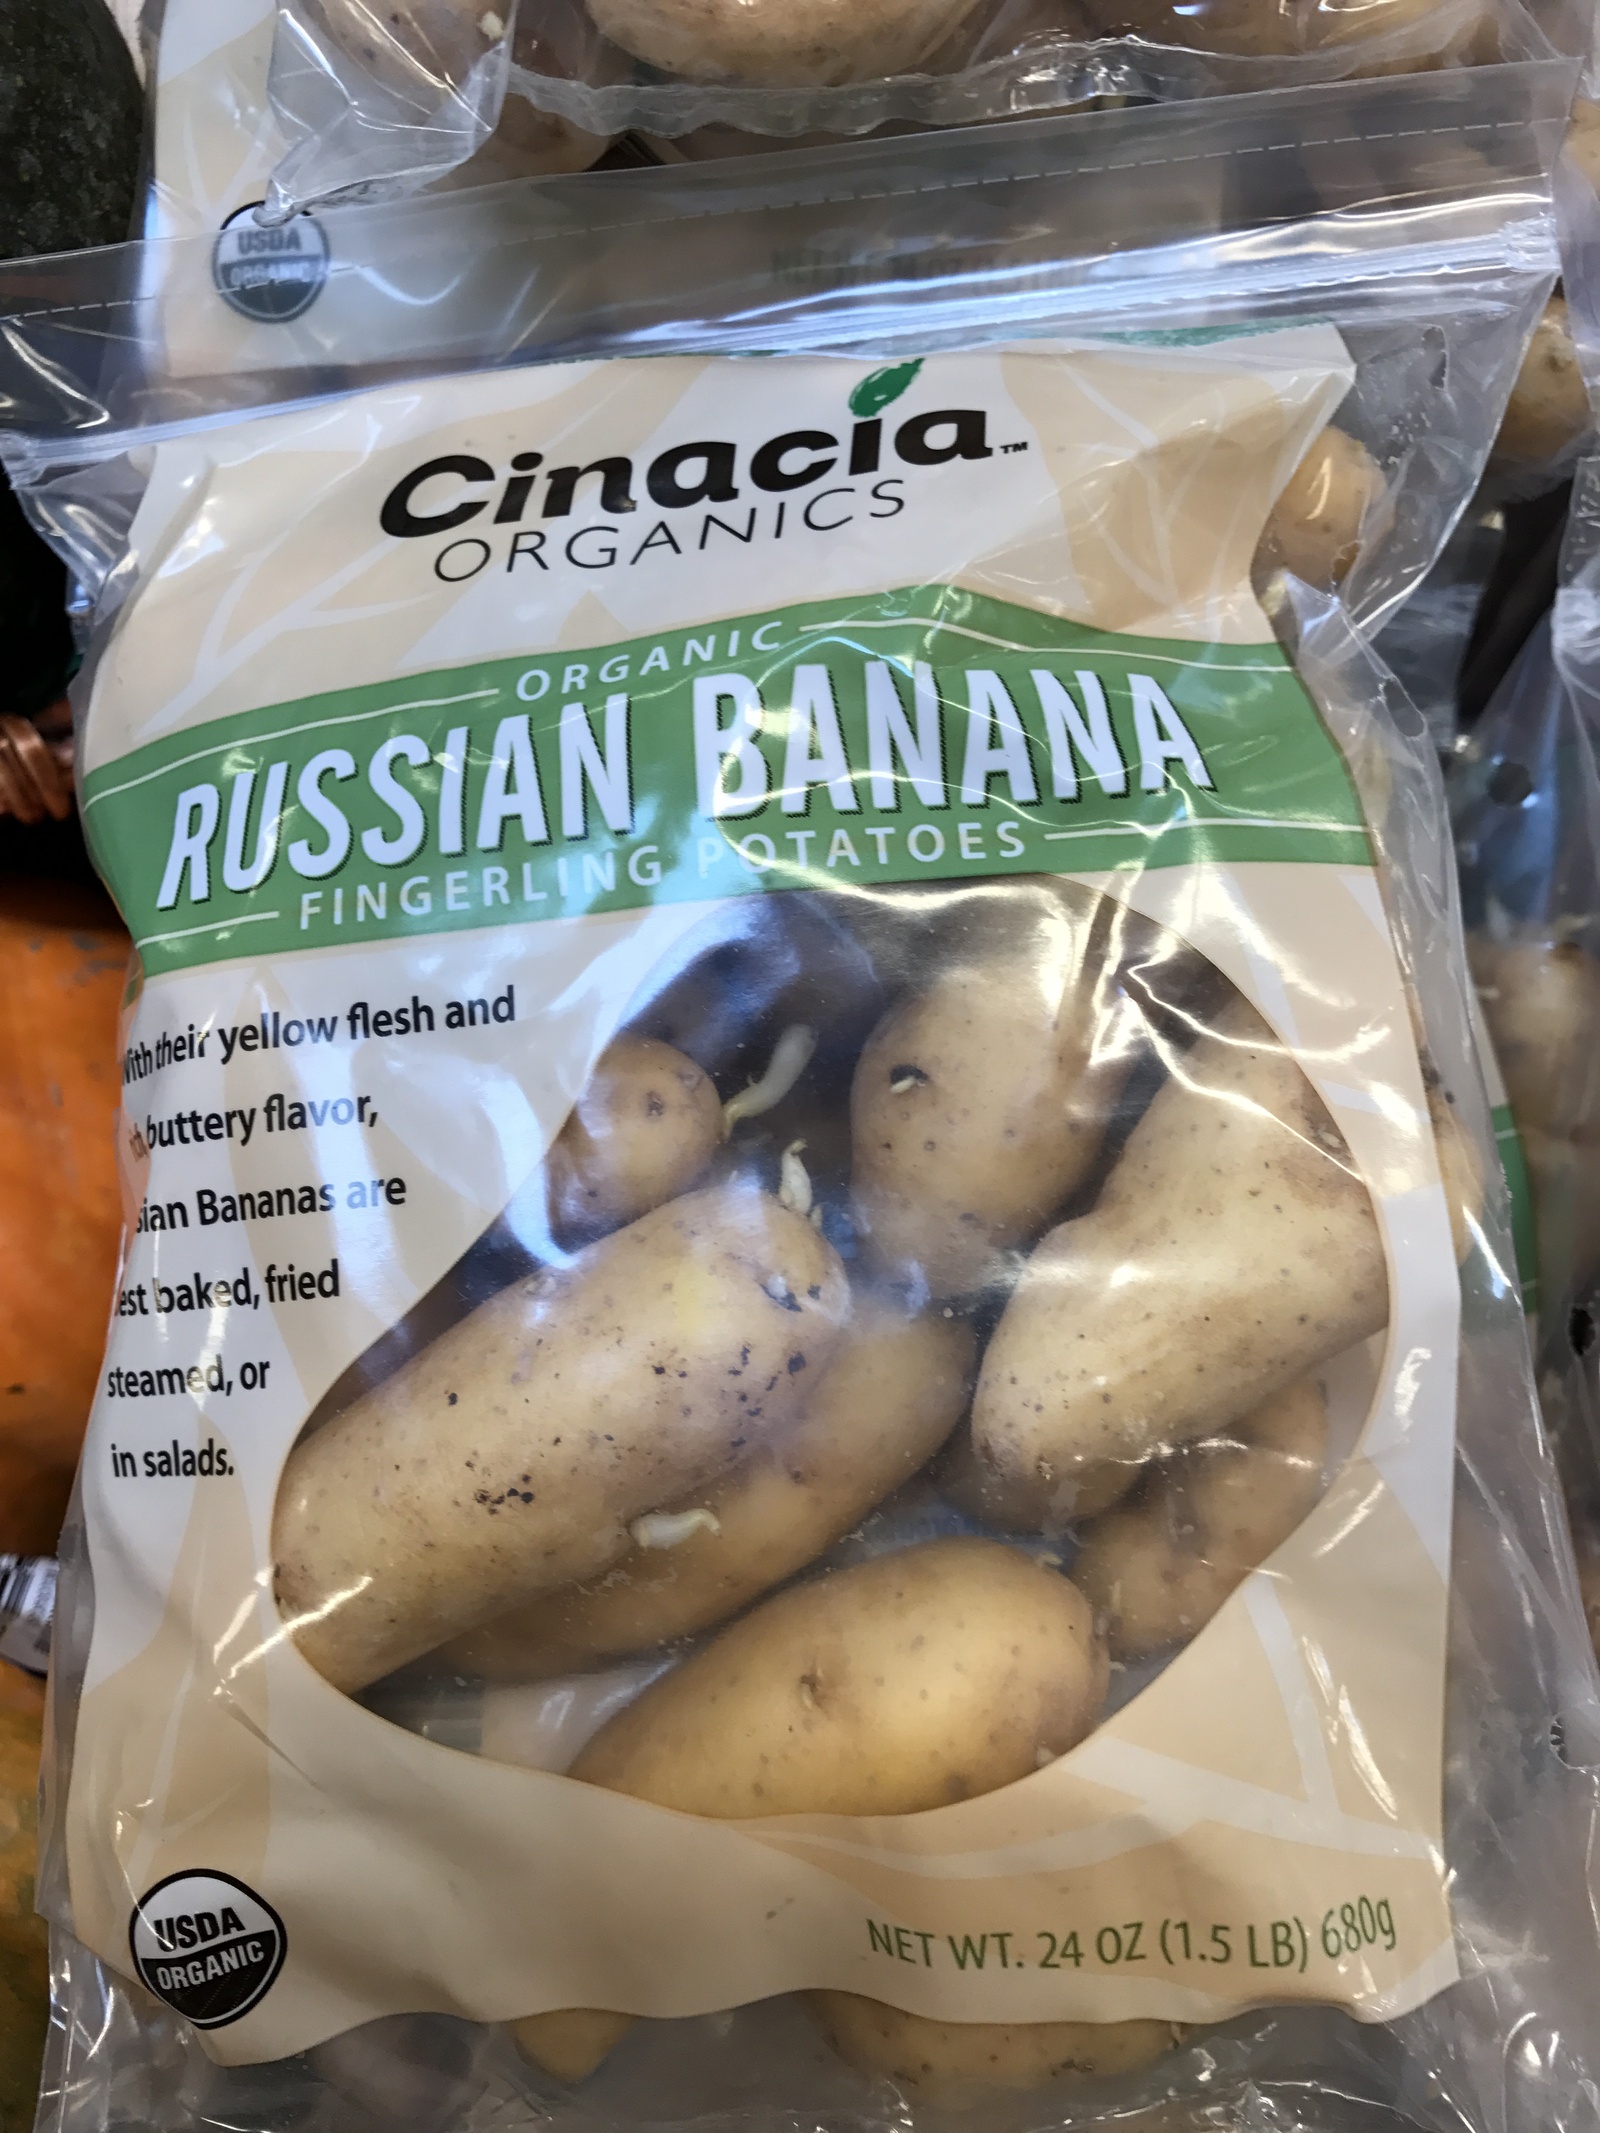 USDA
ORGANIC
Cinacia™
ORGANICS
ORGANIC
RUSSIAN BANANA
FINGERLING POTATOES
their yellow flesh and
buttery flavor,
Bananas are
baked, fried
steamed, or
in salads.
USDA
ORGANIC
NET WT. 24 OZ (1.5 LB) 680g